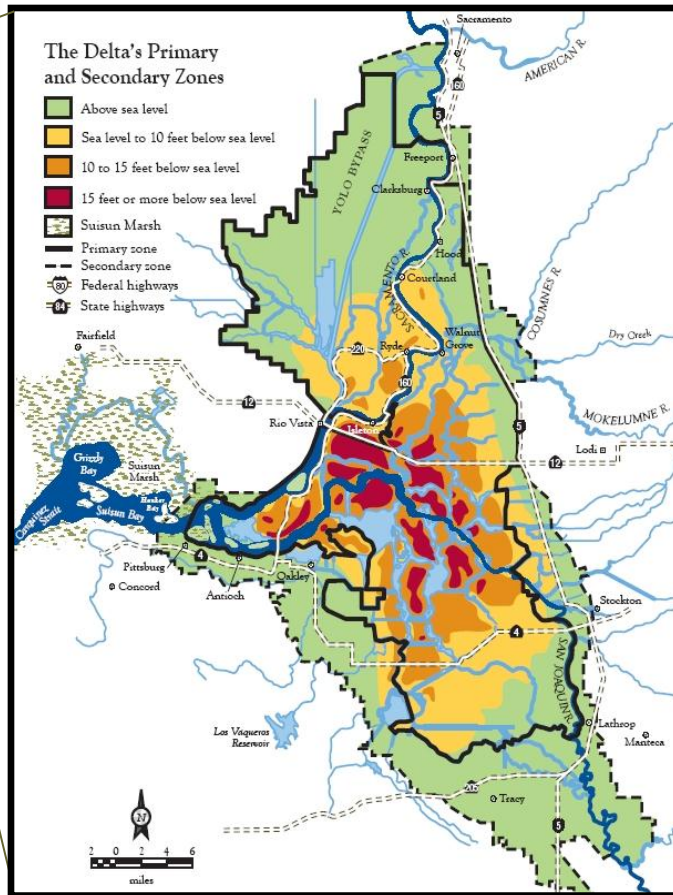 The Delta's Primary
and Secondary Zones
Above sea level
Sea level to 10 feet below sea level
10 to 15 feet below sea level
15 feet or more below sea level
Suisun Marsh
Primary zone
Secondary zone
80 Federal highways
84 State highways
Sacramento
AMERICAN R.
160
5
Freeport
YOLO BYPASS
Clarksburg
Hood
SACRAMENTO R.
Courtland
COSUMNES R.
Walnut
Grove
Dry Creek
Fairfield
220
Ryde
160
12
MOKELUMNE R.
Rio Vista
Isleton
5
Lodi
12
Grizzly
Bay
Suisun
Marsh
Honker
Bay
Suisun Bay
Carquinez
Strait
4
Pittsburg
Antioch
Oakley
Concord
Stockton
4
SAN JOAQUIN R.
Los Vaqueros
Reservoir
Lathrop
Manteca
205
Tracy
5
N
2 0 2 4 6
miles